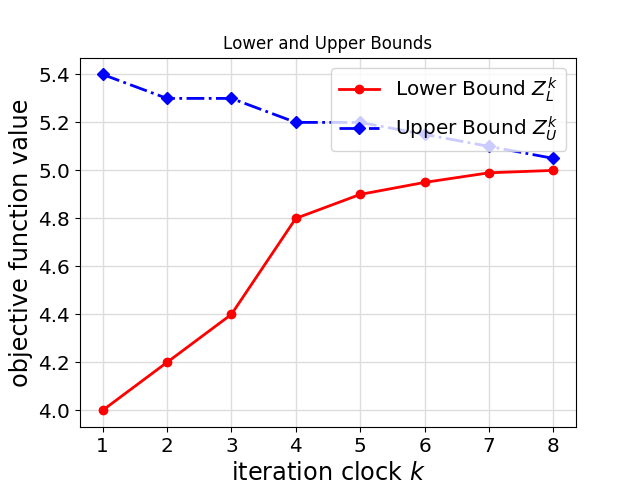 Lower and Upper Bounds
Lower Bound $Z_L^k$
Upper Bound $Z_U^k$
objective function value
5.4
5.2
5.0
4.8
4.6
4.4
4.2
4.0
1 2 3 4 5 6 7 8
iteration clock $k$